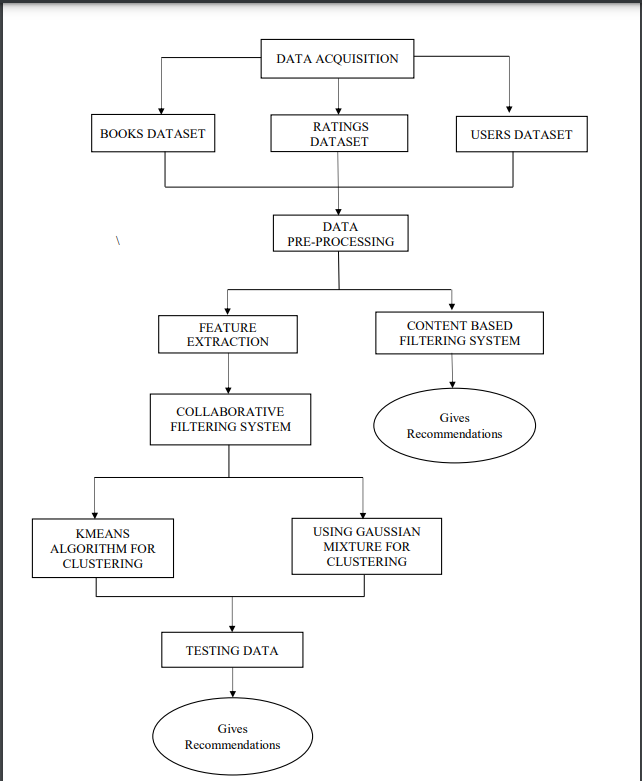 DATA ACQUISITION
BOOKS DATASET
RATINGS
DATASET
USERS DATASET
DATA
PRE-PROCESSING
\
FEATURE
EXTRACTION
CONTENT BASED
FILTERING SYSTEM
COLLABORATIVE
FILTERING SYSTEM
Gives
Recommendations
KMEANS
ALGORITHM FOR
CLUSTERING
USING GAUSSIAN
MIXTURE FOR
CLUSTERING
TESTING DATA
Gives
Recommendations